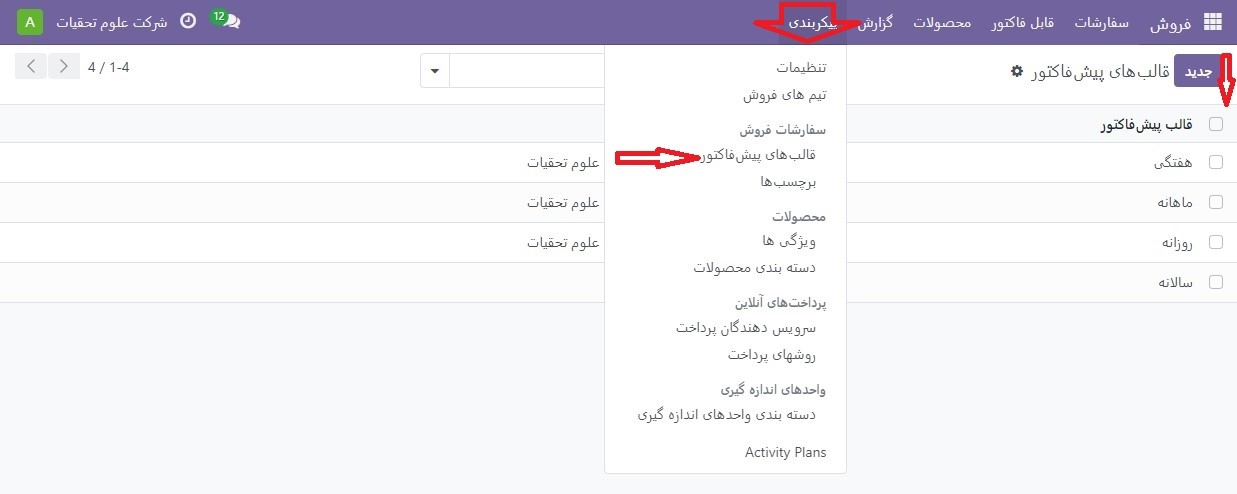 فروش سفارشات قابل فاکتور محصولات گزارش پیکربندی 12 شرکت علوم تحقیات A
جدید قالب‌های پیش‌فاکتور 1-4 / 4
قالب پیش‌فاکتور
هفتگی علوم تحقیات
ماهانه علوم تحقیات
روزانه علوم تحقیات
سالانه
تنظیمات
تیم های فروش
سفارشات فروش
قالب‌های پیش‌فاکتور
برچسب‌ها
محصولات
ویژگی ها
دسته بندی محصولات
پرداخت‌های آنلاین
سرویس دهندگان پرداخت
روشهای پرداخت
واحدهای اندازه گیری
دسته بندی واحدهای اندازه گیری
Activity Plans